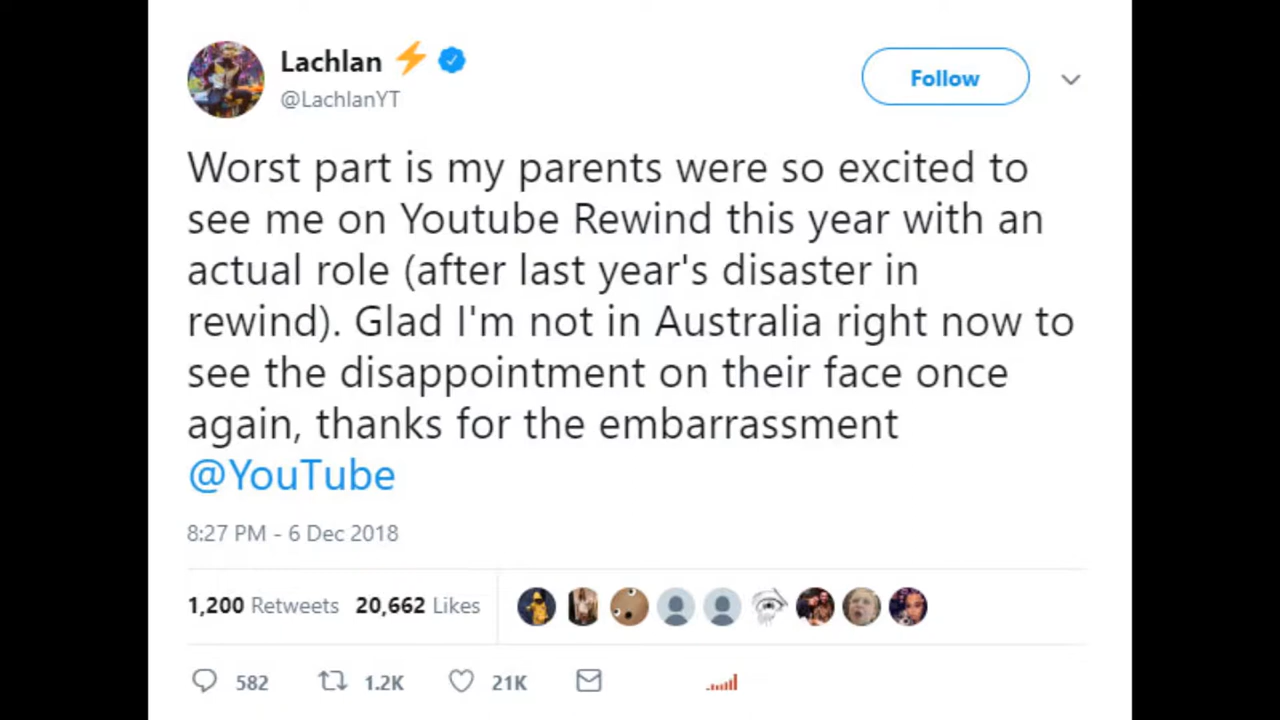 Lachlan ⚡
@LachlanYT
Follow
Worst part is my parents were so excited to
see me on Youtube Rewind this year with an
actual role (after last year's disaster in
rewind). Glad I'm not in Australia right now to
see the disappointment on their face once
again, thanks for the embarrassment
@YouTube
8:27 PM - 6 Dec 2018
1,200 Retweets 20,662 Likes
582 1.2K 21K